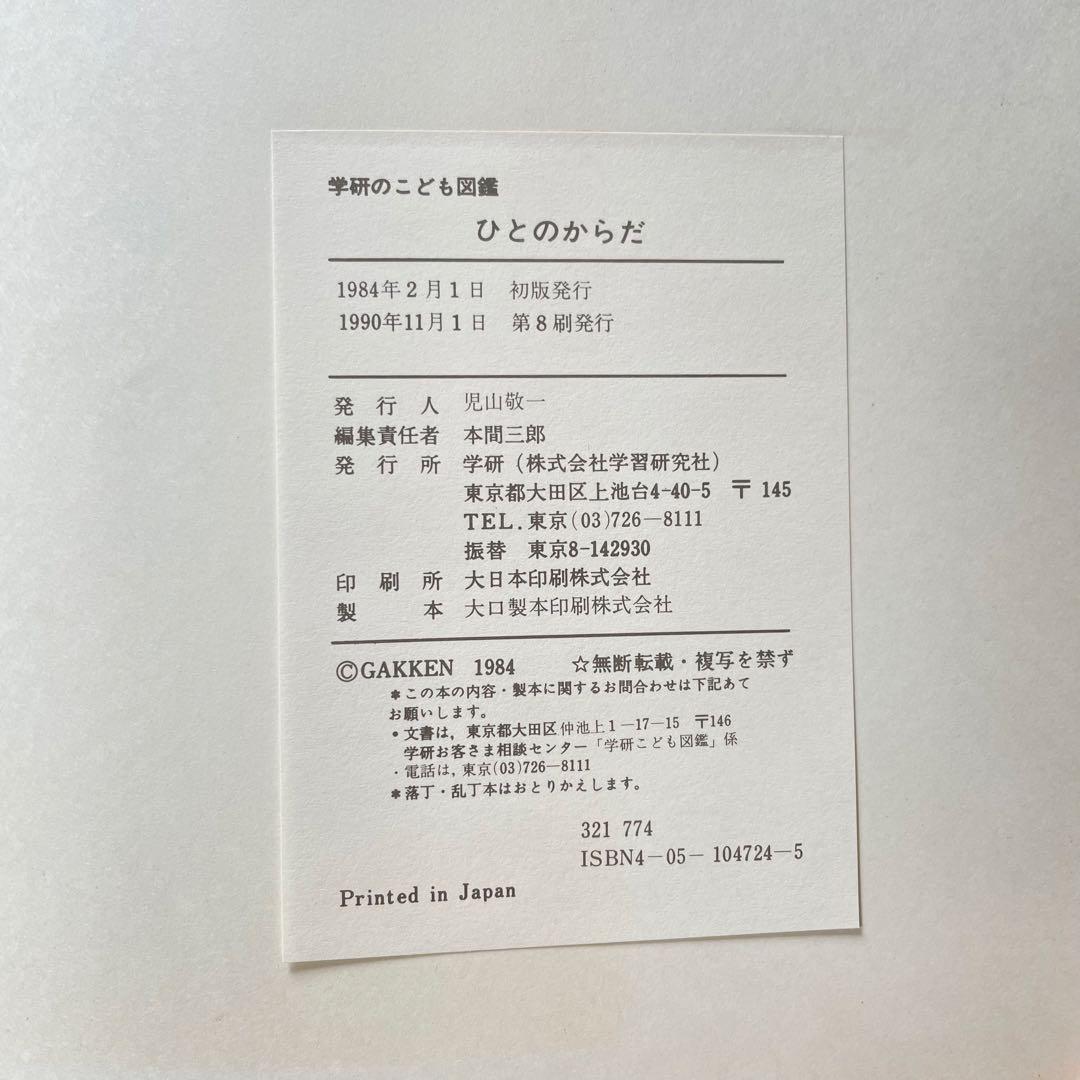 学研のこども図鑑
ひとのからだ
1984年2月1日 初版発行
1990年11月1日 第8刷発行
発行人 児山敬一
編集責任者 本間三郎
発行所 学研(株式会社学習研究社)
東京都大田区上池台4-40-5 〒145
TEL.東京(03)726—8111
振替 東京8-142930
印刷所 大日本印刷株式会社
製本 大口製本印刷株式会社
©GAKKEN 1984 ☆無断転載・複写を禁ず
＊この本の内容・製本に関するお問合わせは下記あて
お願いします。
•文書は,東京都大田区仲池上1—17—15 〒146
学研お客さま相談センター「学研こども図鑑」係
・電話は,東京(03)726—8111
＊落丁・乱丁本はおとりかえします。
321 774
ISBN4—05—104724—5
Printed in Japan